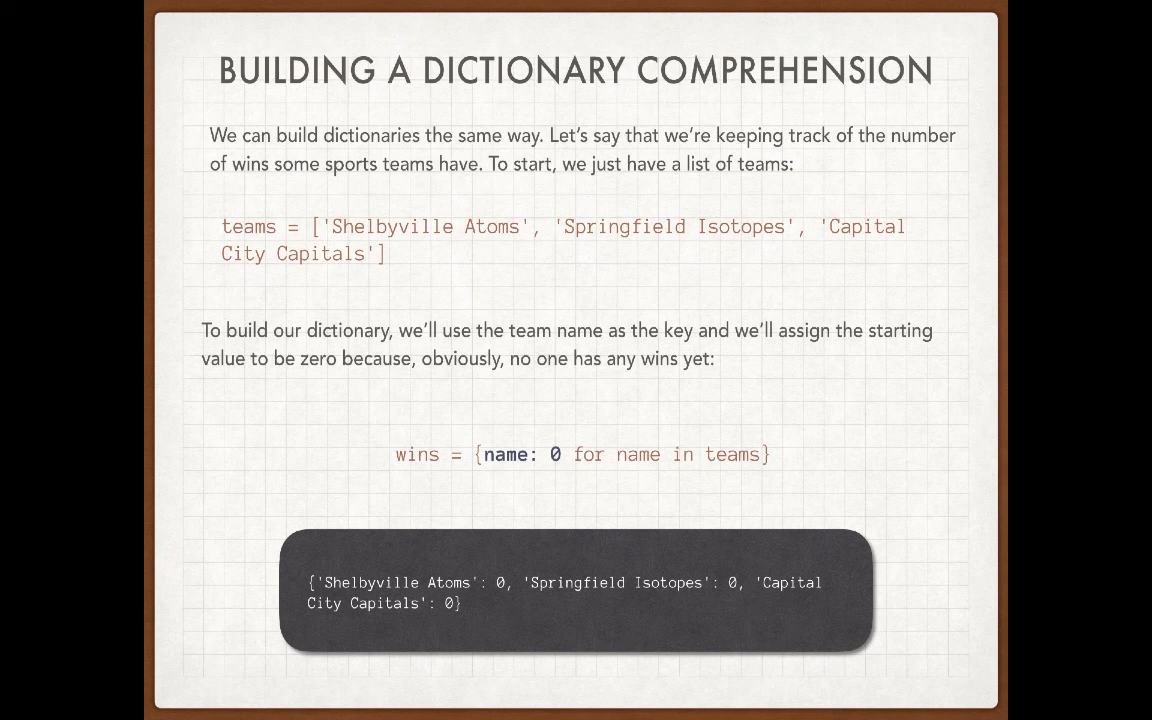 BUILDING A DICTIONARY COMPREHENSION
We can build dictionaries the same way. Let’s say that we’re keeping track of the number
of wins some sports teams have. To start, we just have a list of teams:
teams = ['Shelbyville Atoms', 'Springfield Isotopes', 'Capital
City Capitals']
To build our dictionary, we’ll use the team name as the key and we’ll assign the starting
value to be zero because, obviously, no one has any wins yet:
wins = {name: 0 for name in teams}
{'Shelbyville Atoms': 0, 'Springfield Isotopes': 0, 'Capital
City Capitals': 0}